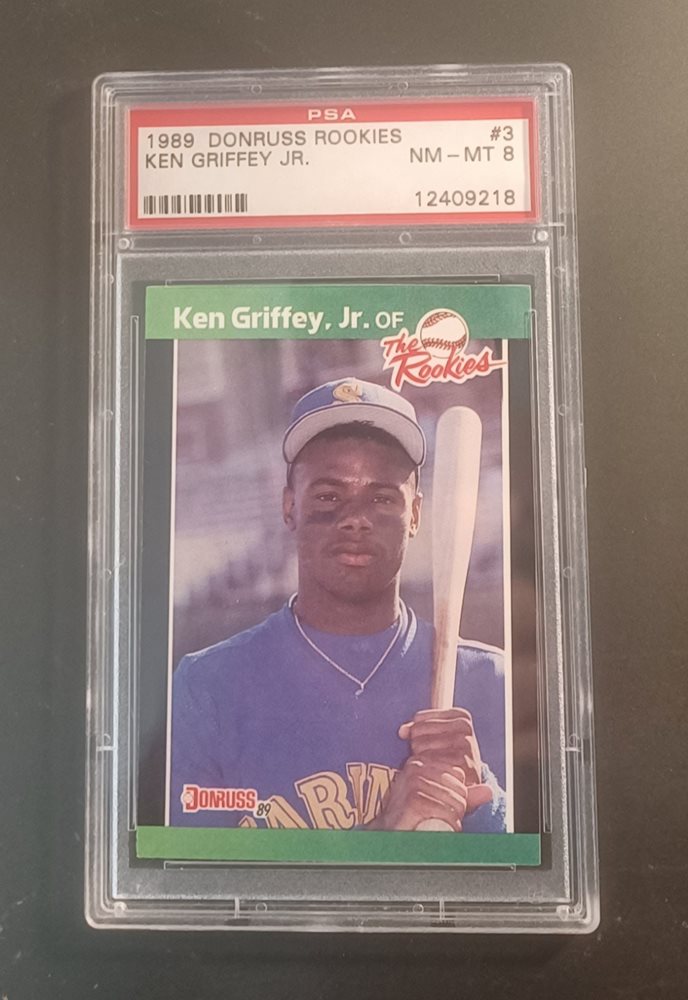 PSA
1989 DONRUSS ROOKIES #3
KEN GRIFFEY JR. NM-MT 8
12409218
Ken Griffey, Jr. OF
The
Rookies
DONRUSS 89
ARIN